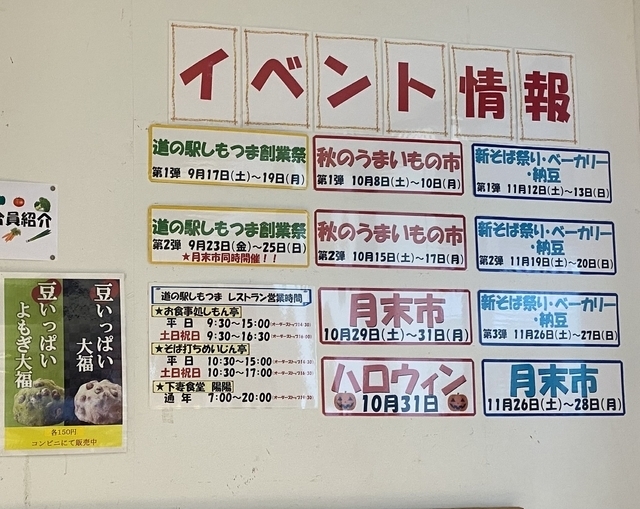 イベント情報
道の駅しもつま創業祭
第1弾 9月17日(土)～19日(月)
秋のうまいもの市
第1弾 10月8日(土)～10日(月)
新そば祭り・ベーカリー
・納豆
第1弾 11月12日(土)～13日(日)
道の駅しもつま創業祭
第2弾 9月23日(金)～25日(日)
★月末市同時開催！！
秋のうまいもの市
第2弾 10月15日(土)～17日(月)
新そば祭り・ベーカリー
・納豆
第2弾 11月19日(土)～20日(日)
道の駅しもつま レストラン営業時間
★お食事処しもん亭
平 日 9:30～15:00
土日祝日 9:30～16:30
★そば打ちめいじん亭
平 日 10:30～15:00
土日祝日 10:30～17:00
★下妻食堂 陽陽
通 年 7:00～20:00
月末市
10月29日(土)～31日(月)
新そば祭り・ベーカリー
・納豆
第3弾 11月26日(土)～27日(日)
ハロウィン
10月31日
月末市
11月26日(土)～28日(月)
員紹介
豆いっぱい
大福
豆いっぱい
よもぎ大福
各150円
コンビニにて販売中